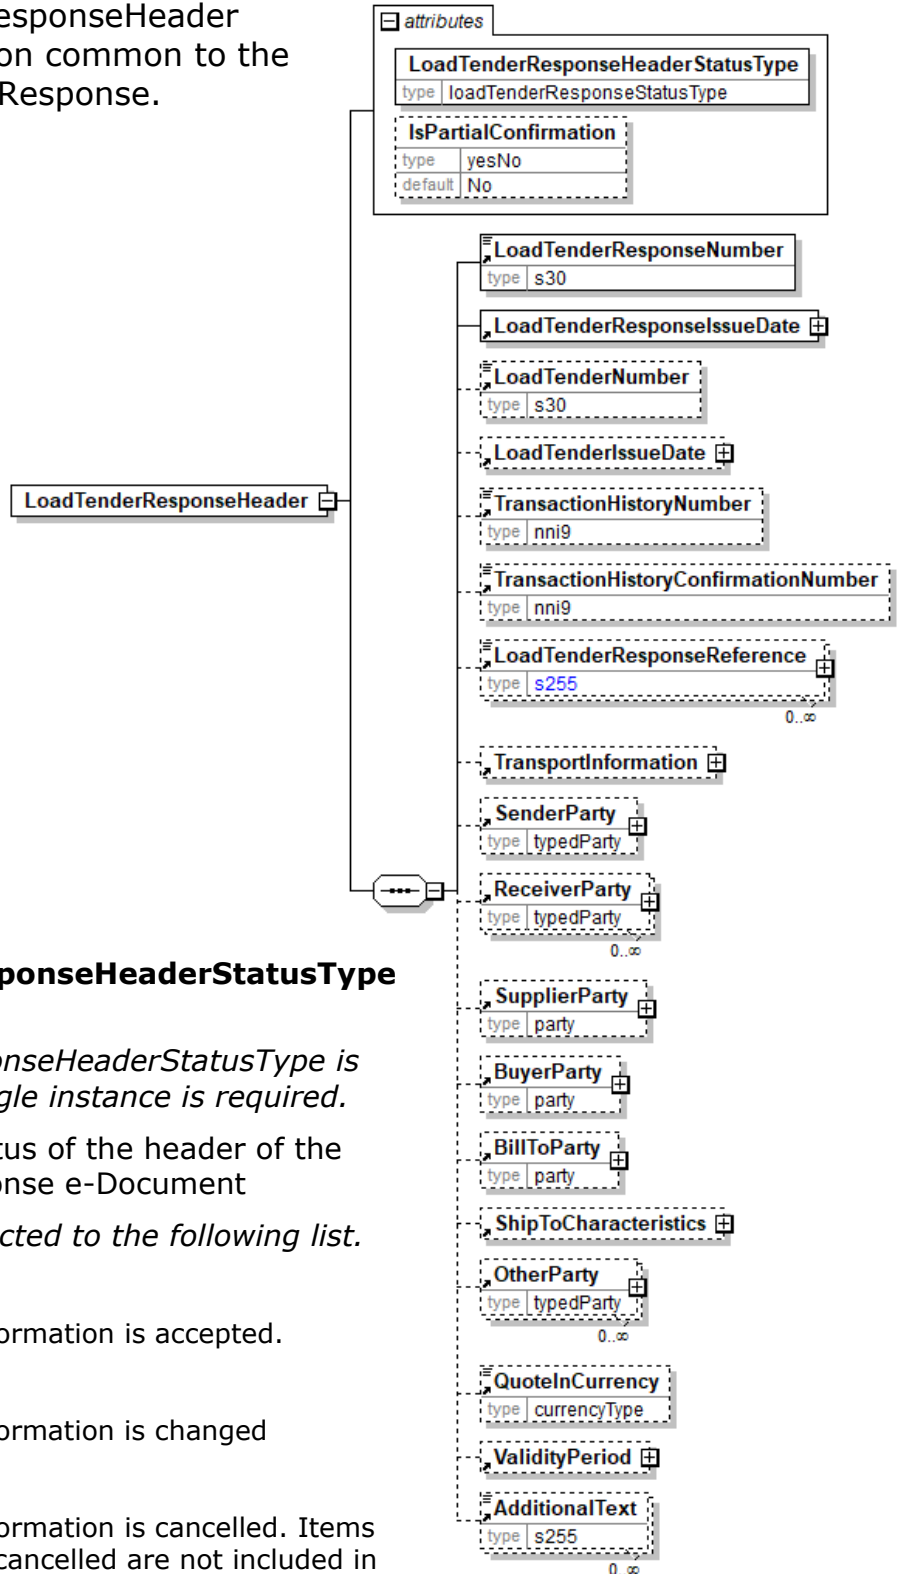 esponseHeader
on common to the
Response.
attributes
LoadTenderResponseHeaderStatusType
type loadTenderResponseStatusType
IsPartialConfirmation
type yesNo
default No
LoadTenderResponseNumber
type s30
LoadTenderResponseIssueDate
LoadTenderNumber
type s30
LoadTenderIssueDate
LoadTenderResponseHeader
TransactionHistoryNumber
type nni9
TransactionHistoryConfirmationNumber
type nni9
LoadTenderResponseReference
type s255
0..∞
TransportInformation
SenderParty
type typedParty
ReceiverParty
type typedParty
0..∞
SupplierParty
type party
BuyerParty
type party
BillToParty
type party
ShipToCharacteristics
OtherParty
type typedParty
0..∞
QuoteInCurrency
type currencyType
ValidityPeriod
AdditionalText
type s255
0..∞
ponseHeaderStatusType
onseHeaderStatusType is
gle instance is required.
tus of the header of the
onse e-Document
cted to the following list.
ormation is accepted.
ormation is changed
ormation is cancelled. Items
cancelled are not included in